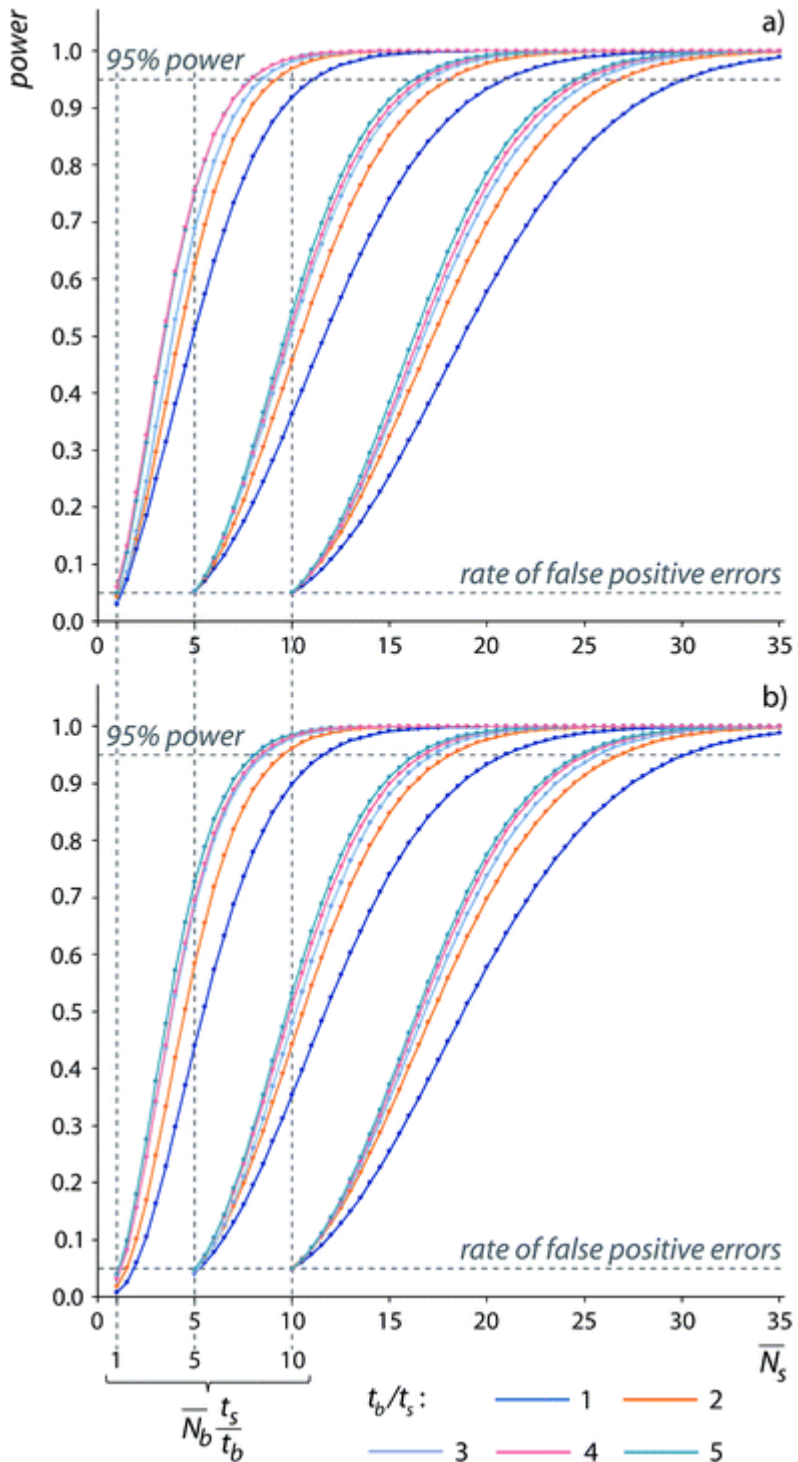 a)
power
1.0
95% power
0.9
0.8
0.7
0.6
0.5
0.4
0.3
0.2
0.1
rate of false positive errors
0.0
0 5 10 15 20 25 30 35
b)
1.0
95% power
0.9
0.8
0.7
0.6
0.5
0.4
0.3
0.2
0.1
rate of false positive errors
0.0
0 5 10 15 20 25 30 35
1 5 10 N̅s
N̅b ts/tb
tb/ts: 1 2
3 4 5